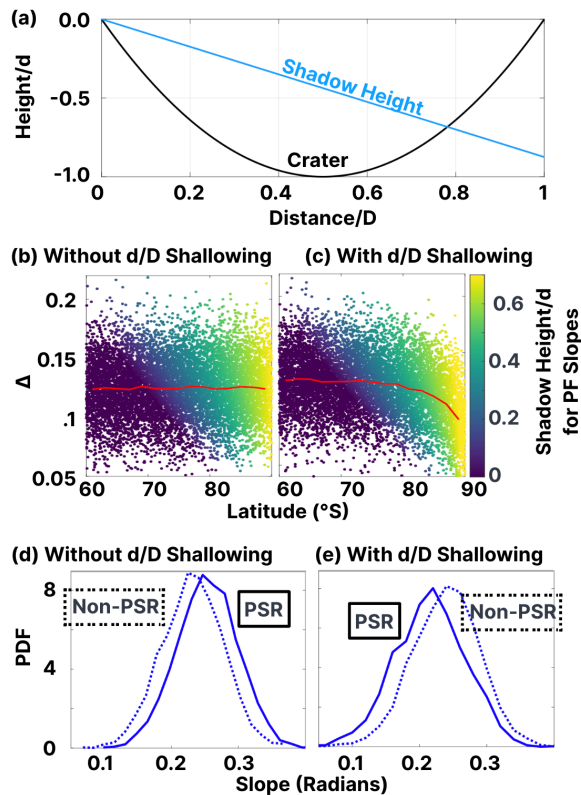 (a)
0.0
-0.5
-1.0
Height/d
Shadow Height
Crater
0 0.2 0.4 0.6 0.8 1
Distance/D
(b) Without d/D Shallowing
(c) With d/D Shallowing
0.2
0.15
.1
0.05
Δ
60 70 80 60 70 80 90
Latitude (°S)
0.6
0.4
0.2
0
Shadow Height/d
for PF Slopes
(d) Without d/D Shallowing
(e) With d/D Shallowing
8
4
0
PDF
Non-PSR
PSR
PSR
Non-PSR
0.1 0.2 0.3 0.1 0.2 0.3
Slope (Radians)